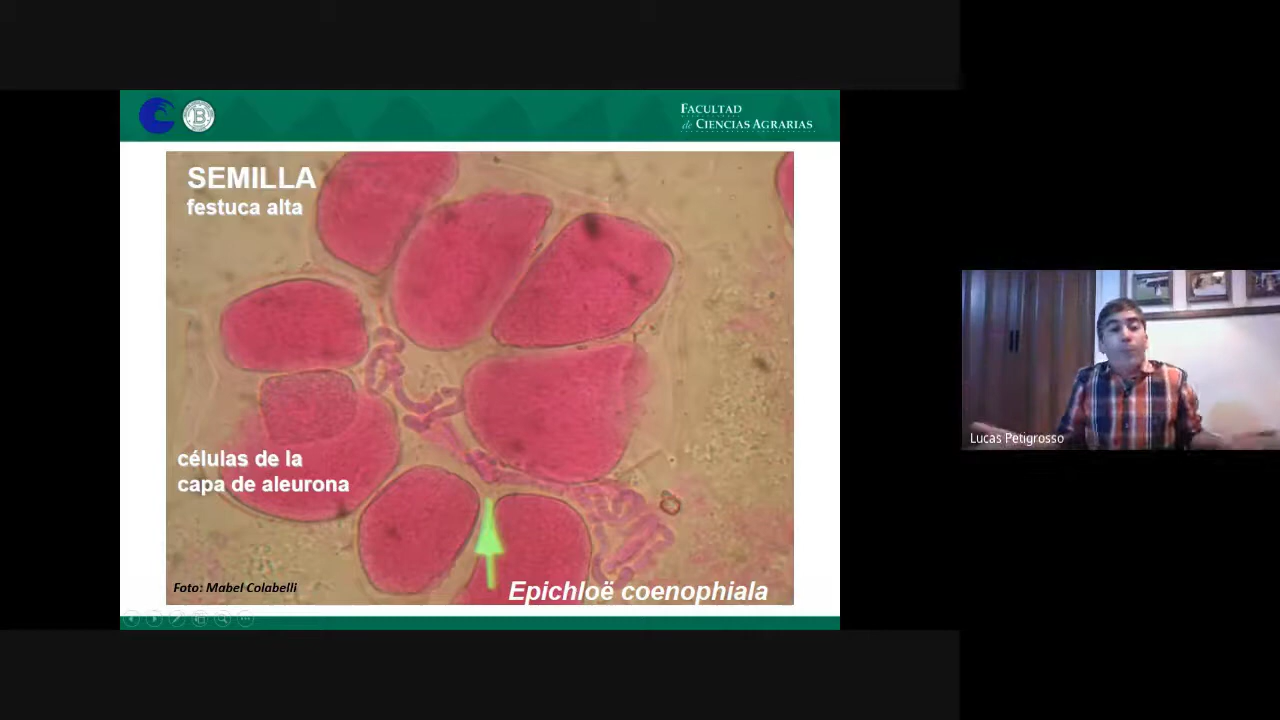 B
FACULTAD
de CIENCIAS AGRARIAS
SEMILLA
festuca alta
células de la
capa de aleurona
Foto: Mabel Colabelli
Epichloë coenophiala
Lucas Petigrosso